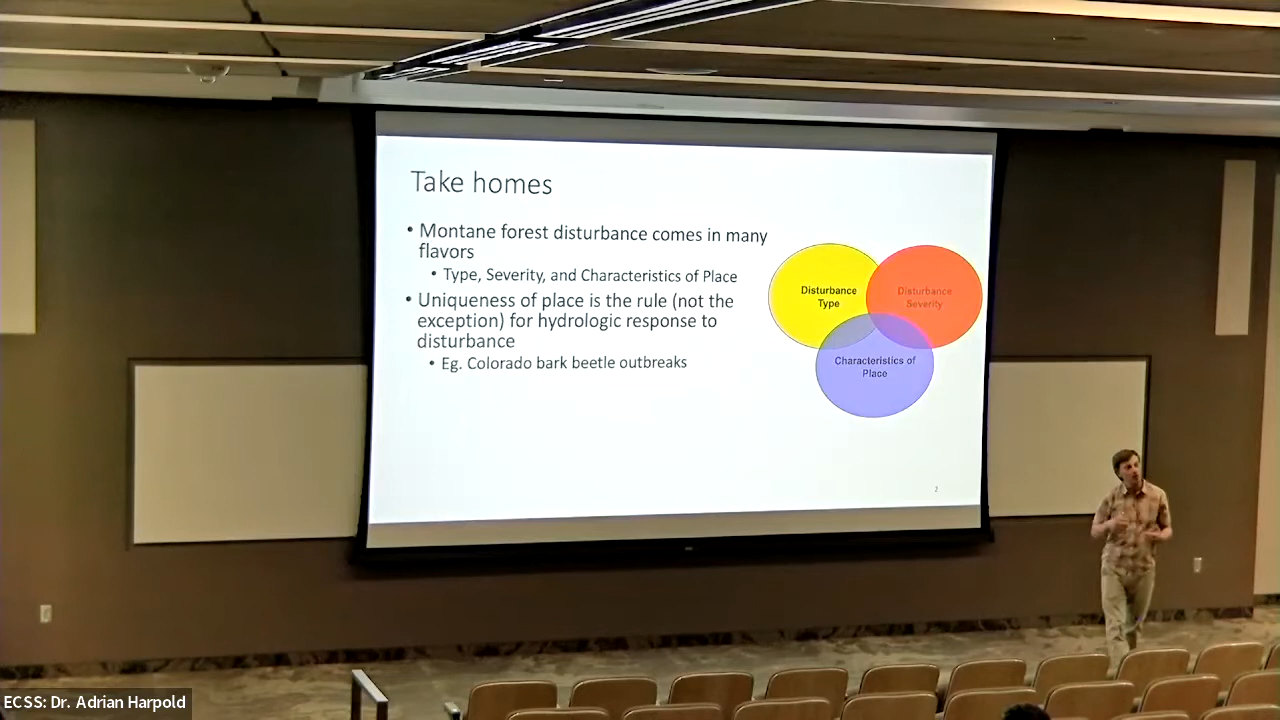 Take homes
• Montane forest disturbance comes in many
flavors
• Type, Severity, and Characteristics of Place
• Uniqueness of place is the rule (not the
exception) for hydrologic response to
disturbance
• Eg. Colorado bark beetle outbreaks
Disturbance
Type
Disturbance
Severity
Characteristics of
Place
2
ECSS: Dr. Adrian Harpold